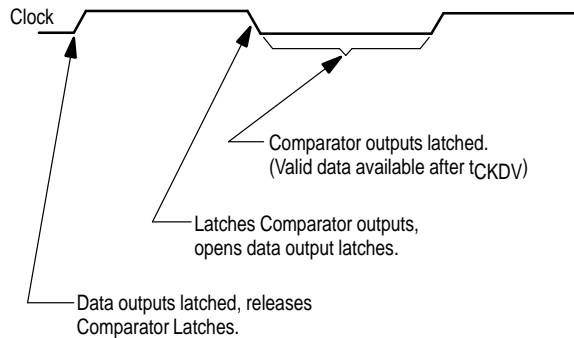 Clock
Comparator outputs latched.
(Valid data available after tCKDV)
Latches Comparator outputs,
opens data output latches.
Data outputs latched, releases
Comparator Latches.